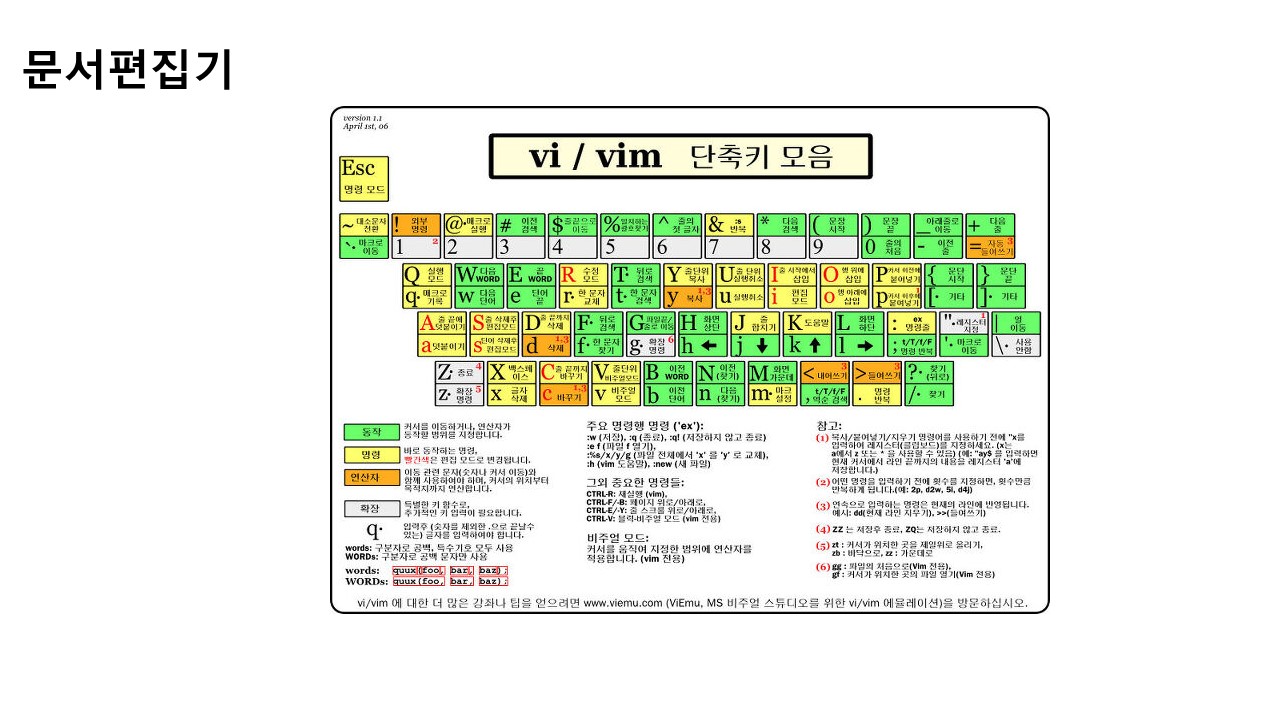 문서편집기
version 1.1
April 1st, 06
vi / vim 단축키 모음
Esc
명령 모드
~ 대소문자 전환 ! 외부 명령 @· 매크로 실행 # 이전 검색 $ 줄끝으로 이동 % 일치하는 괄호찾기 ^ 줄의 첫 글자 & :s 반복 * 다음 검색 ( 문장 시작 ) 문장 끝 _ 아래줄로 이동 + 다음 줄
`· 마크로 이동 1 2 2 3 4 5 6 7 8 9 0 줄의 처음 - 이전 줄 = 자동 들여쓰기 3
Q 실행 모드 W 다음 WORD E 끝 WORD R 수정 모드 T· 뒤로 검색 Y 줄단위 복사 U 줄 단위 실행취소 I 줄 시작에서 삽입 O 행 위에 삽입 P 커서 이전에 붙여넣기 { 문단 시작 } 문단 끝
q· 매크로 기록 w 다음 단어 e 단어 끝 r· 한 문자 교체 t· 한 문자 검색 y 복사 1,3 u 실행취소 i 편집 모드 o 행 아래에 삽입 p 커서 이후에 붙여넣기 1 [· 기타 ]· 기타
A 줄 끝에 덧붙이기 S 줄 삭제후 편집모드 D 줄 끝까지 삭제 F· 뒤로 검색 G 파일끝/줄로 이동 H 화면 상단 J 줄 합치기 K 도움말 L 화면 하단 : ex 명령줄 "· 레지스터 지정 1 | 열 이동
a 덧붙이기 s 단어 삭제후 편집모드 d 삭제 1,3 f· 한 문자 찾기 g· 확장 명령 6 h ← j ↓ k ↑ l → ; t/T/f/F 명령 반복 '· 마크로 이동 \· 사용 안함
Z· 종료 4 X 백스페이스 C 줄 끝까지 바꾸기 V 줄단위 비주얼모드 B 이전 WORD N 이전 (찾기) M 화면 가운데 < 내어쓰기 3 > 들여쓰기 3 ?· 찾기 (뒤로)
z· 확장 명령 5 x 글자 삭제 c 바꾸기 1,3 v 비주얼 모드 b 이전 단어 n 다음 (찾기) m· 마크 설정 , t/T/f/F 역순 검색 . 명령 반복 /· 찾기
동작 커서를 이동하거나, 연산자가
동작할 범위를 지정합니다.
명령 바로 동작하는 명령,
빨간색은 편집 모드로 변경됩니다.
연산자 이동 관련 문자(숫자나 커서 이동)와
함께 사용하여야 하며, 커서의 위치부터
목적지까지 연산합니다.
확장 특별한 키 함수로,
추가적인 키 입력이 필요합니다.
q· 입력후 (숫자를 제외한 .으로 끝날수
있는) 글자을 입력하여야 합니다.
words: 구분자로 공백, 특수기호 모두 사용
WORDs: 구분자로 공백 문자만 사용
words: quux(foo, bar, baz);
WORDs: quux(foo, bar, baz);
주요 명령행 명령 ('ex'):
:w (저장), :q (종료), :q! (저장하지 않고 종료)
:e f (파일 f 열기),
:%s/x/y/g (파일 전체에서 'x' 을 'y' 로 교체),
:h (vim 도움말), :new (새 파일)
그외 중요한 명령들:
CTRL-R: 재실행 (vim),
CTRL-F/-B: 페이지 위로/아래로,
CTRL-E/-Y: 줄 스크롤 위로/아래로,
CTRL-V: 블럭-비주얼 모드 (vim 전용)
비주얼 모드:
커서를 움직여 지정한 범위에 연산자를
적용합니다. (vim 전용)
참고:
(1) 복사/붙여넣기/지우기 명령어를 사용하기 전에 "x를
입력하여 레지스터(클립보드)를 지정하세요. (x는
a에서 z 또는 * 을 사용할 수 있음) (예: "ay$ 을 입력하면
현재 커서에서 라인 끝까지의 내용을 레지스터 'a'에
저장합니다.)
(2) 어떤 명령을 입력하기 전에 횟수를 지정하면, 횟수만큼
반복하게 됩니다.(예: 2p, d2w, 5i, d4j)
(3) 연속으로 입력하는 명령은 현재의 라인에 반영됩니다.
예시: dd(현재 라인 지우기), >>(들여쓰기)
(4) ZZ 는 저장후 종료, ZQ는 저장하지 않고 종료.
(5) zt : 커서가 위치한 곳을 제일위로 올리기,
zb : 바닥으로, zz : 가운데로
(6) gg : 파일의 처음으로(Vim 전용),
gf : 커서가 위치한 곳의 파일 열기(Vim 전용)
vi/vim 에 대한 더 많은 강좌나 팁을 얻으려면 www.viemu.com (ViEmu, MS 비주얼 스튜디오를 위한 vi/vim 에뮬레이션)을 방문하십시오.